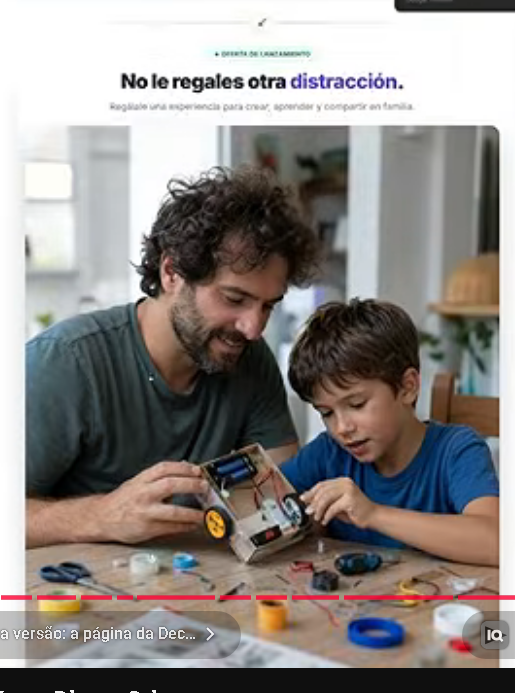 OFERTA DE LANZAMIENTO
No le regales otra distracción.
Regálale una experiencia para crear, aprender y compartir en familia.
a versão: a página da Dec...
IQ